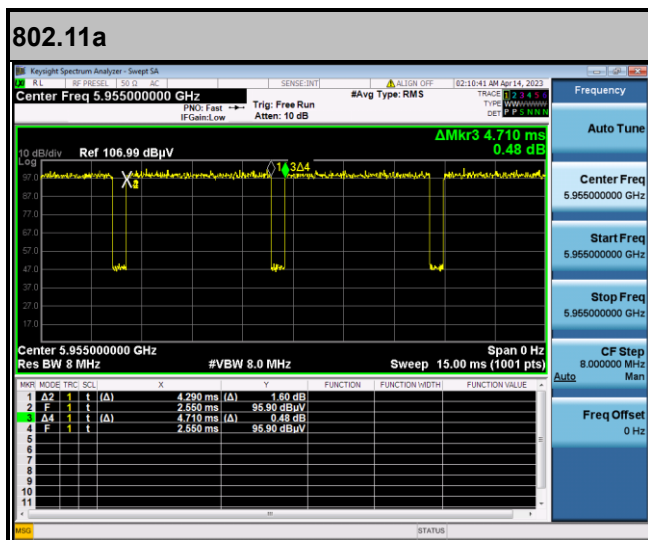 802.11a
Keysight Spectrum Analyzer - Swept SA
RL RF PRESEL 50 Ω AC SENSE:INT ALIGN OFF 02:10:41 AM Apr 14, 2023
Center Freq 5.955000000 GHz #Avg Type: RMS TRACE 1 2 3 4 5 6
PNO: Fast Trig: Free Run TYPE WWWWWW
IFGain:Low Atten: 10 dB DET P P S N N N
Frequency
Auto Tune
ΔMkr3 4.710 ms
0.48 dB
10 dB/div Ref 106.99 dBµV
Log
1 3Δ4
97.0
87.0
77.0
67.0
57.0
47.0
37.0
27.0
17.0
Center 5.955000000 GHz Span 0 Hz
Res BW 8 MHz #VBW 8.0 MHz Sweep 15.00 ms (1001 pts)
Center Freq
5.955000000 GHz
Start Freq
5.955000000 GHz
Stop Freq
5.955000000 GHz
CF Step
8.000000 MHz
Auto Man
Freq Offset
0 Hz
MKR MODE TRC SCL X Y FUNCTION FUNCTION WIDTH FUNCTION VALUE
1 Δ2 1 t (Δ) 4.290 ms (Δ) 1.60 dB
2 F 1 t 2.550 ms 95.90 dBµV
3 Δ4 1 t (Δ) 4.710 ms (Δ) 0.48 dB
4 F 1 t 2.550 ms 95.90 dBµV
5
6
7
8
9
10
11
MSG STATUS